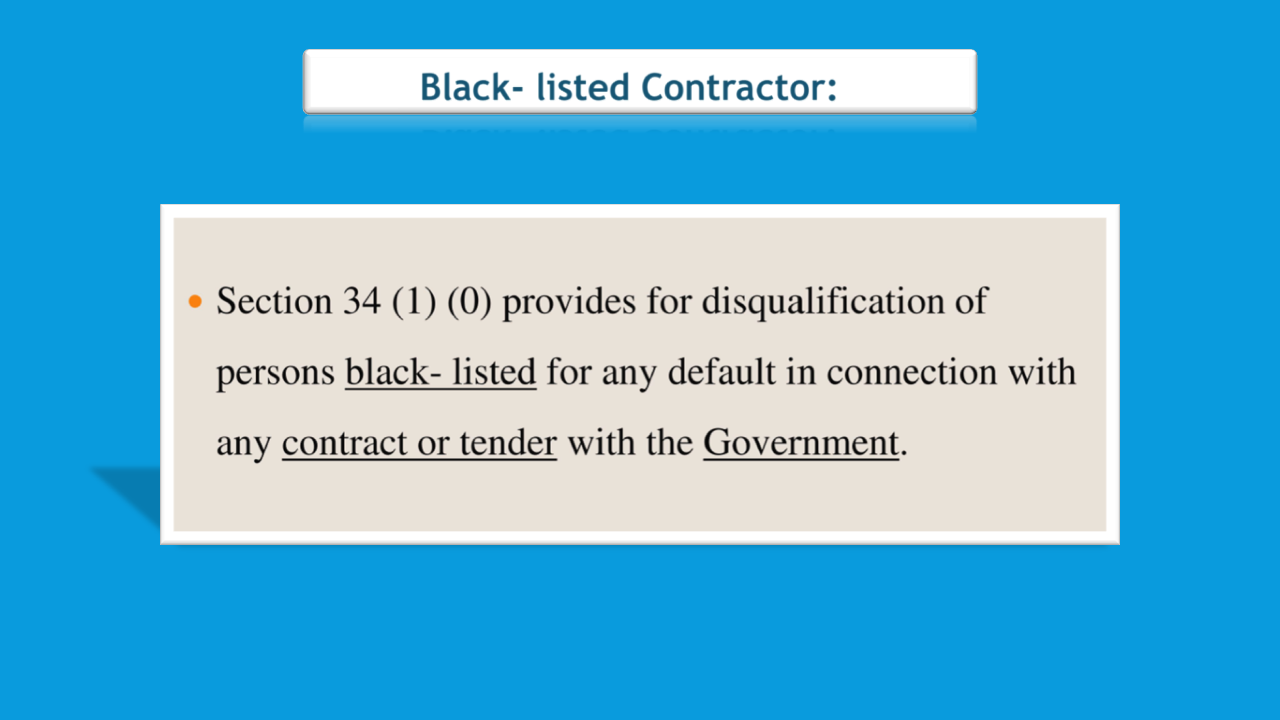 Black- listed Contractor:
• Section 34 (1) (0) provides for disqualification of
persons black- listed for any default in connection with
any contract or tender with the Government.